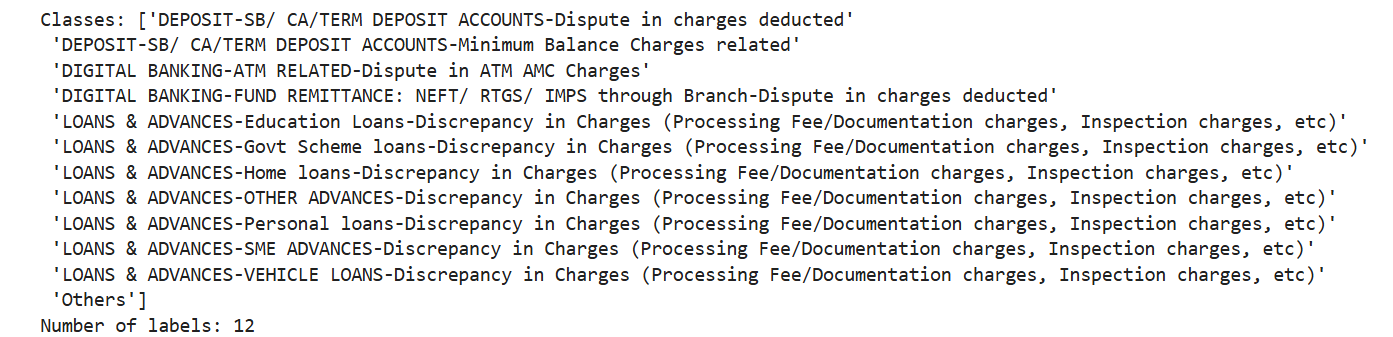 Classes: ['DEPOSIT-SB/ CA/TERM DEPOSIT ACCOUNTS-Dispute in charges deducted'
'DEPOSIT-SB/ CA/TERM DEPOSIT ACCOUNTS-Minimum Balance Charges related'
'DIGITAL BANKING-ATM RELATED-Dispute in ATM AMC Charges'
'DIGITAL BANKING-FUND REMITTANCE: NEFT/ RTGS/ IMPS through Branch-Dispute in charges deducted'
'LOANS & ADVANCES-Education Loans-Discrepancy in Charges (Processing Fee/Documentation charges, Inspection charges, etc)'
'LOANS & ADVANCES-Govt Scheme loans-Discrepancy in Charges (Processing Fee/Documentation charges, Inspection charges, etc)'
'LOANS & ADVANCES-Home loans-Discrepancy in Charges (Processing Fee/Documentation charges, Inspection charges, etc)'
'LOANS & ADVANCES-OTHER ADVANCES-Discrepancy in Charges (Processing Fee/Documentation charges, Inspection charges, etc)'
'LOANS & ADVANCES-Personal loans-Discrepancy in Charges (Processing Fee/Documentation charges, Inspection charges, etc)'
'LOANS & ADVANCES-SME ADVANCES-Discrepancy in Charges (Processing Fee/Documentation charges, Inspection charges, etc)'
'LOANS & ADVANCES-VEHICLE LOANS-Discrepancy in Charges (Processing Fee/Documentation charges, Inspection charges, etc)'
'Others']
Number of labels: 12